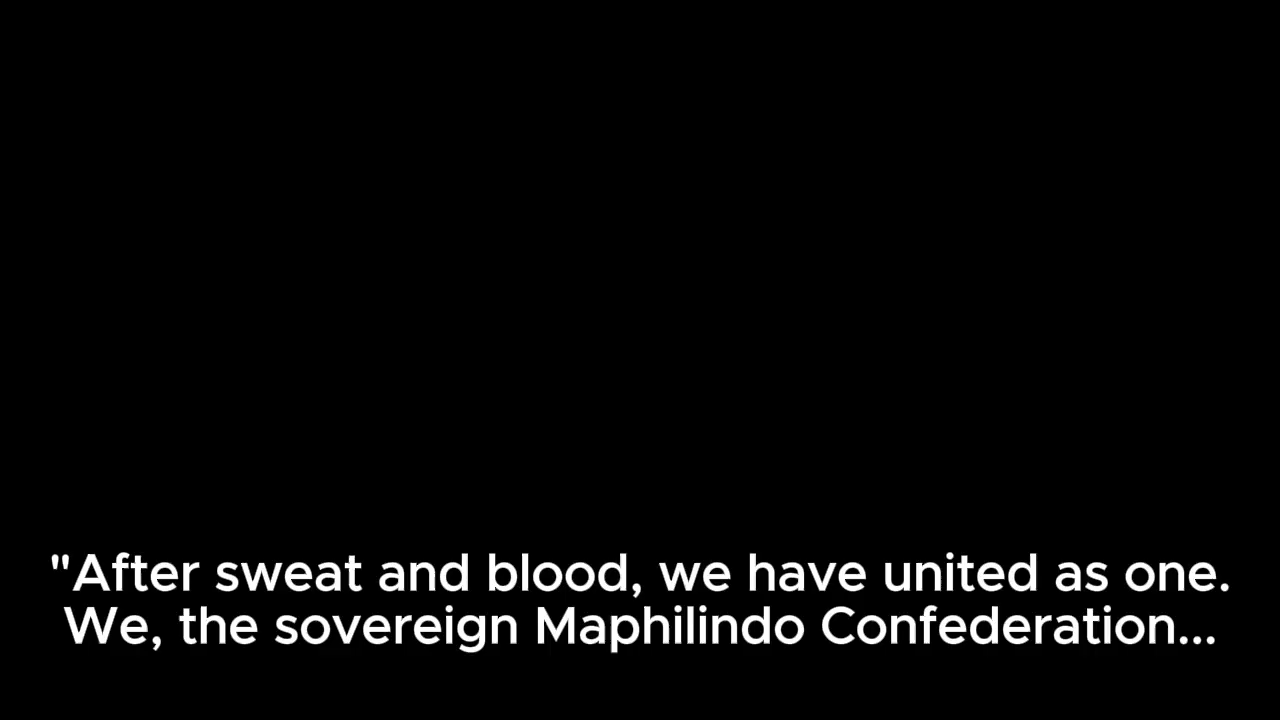 "After sweat and blood, we have united as one.
We, the sovereign Maphilindo Confederation...